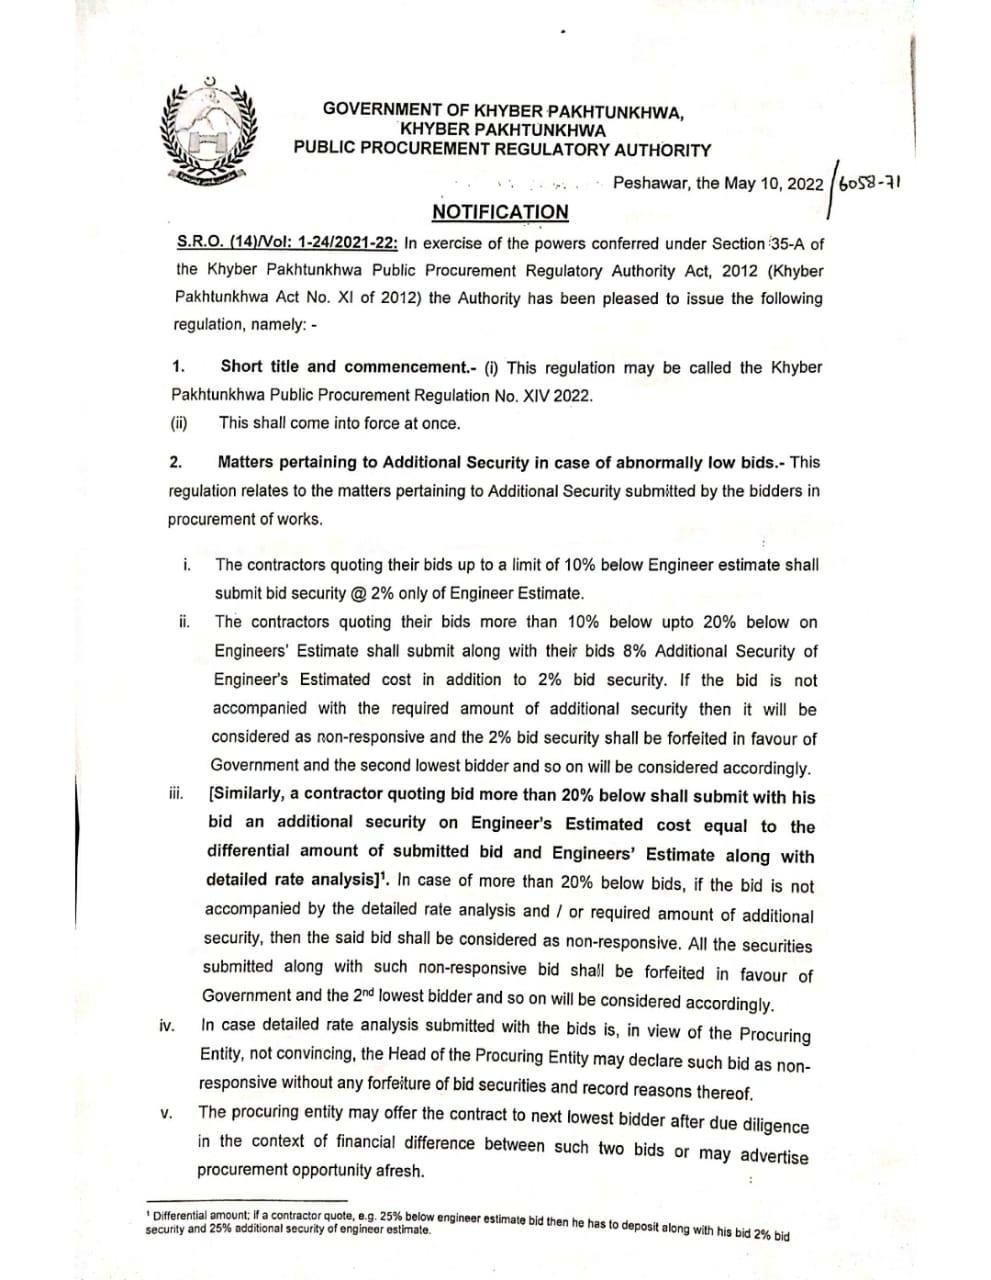 GOVERNMENT OF KHYBER PAKHTUNKHWA,
KHYBER PAKHTUNKHWA
PUBLIC PROCUREMENT REGULATORY AUTHORITY
Peshawar, the May 10, 2022 /6058-71
NOTIFICATION
S.R.O. (14)/Vol: 1-24/2021-22: In exercise of the powers conferred under Section 35-A of
the Khyber Pakhtunkhwa Public Procurement Regulatory Authority Act, 2012 (Khyber
Pakhtunkhwa Act No. XI of 2012) the Authority has been pleased to issue the following
regulation, namely: -
1. Short title and commencement.- (i) This regulation may be called the Khyber
Pakhtunkhwa Public Procurement Regulation No. XIV 2022.
(ii) This shall come into force at once.
2. Matters pertaining to Additional Security in case of abnormally low bids.- This
regulation relates to the matters pertaining to Additional Security submitted by the bidders in
procurement of works.
i. The contractors quoting their bids up to a limit of 10% below Engineer estimate shall
submit bid security @ 2% only of Engineer Estimate.
ii. The contractors quoting their bids more than 10% below upto 20% below on
Engineers' Estimate shall submit along with their bids 8% Additional Security of
Engineer's Estimated cost in addition to 2% bid security. If the bid is not
accompanied with the required amount of additional security then it will be
considered as non-responsive and the 2% bid security shall be forfeited in favour of
Government and the second lowest bidder and so on will be considered accordingly.
iii. [Similarly, a contractor quoting bid more than 20% below shall submit with his
bid an additional security on Engineer's Estimated cost equal to the
differential amount of submitted bid and Engineers' Estimate along with
detailed rate analysis]¹. In case of more than 20% below bids, if the bid is not
accompanied by the detailed rate analysis and / or required amount of additional
security, then the said bid shall be considered as non-responsive. All the securities
submitted along with such non-responsive bid shall be forfeited in favour of
Government and the 2nd lowest bidder and so on will be considered accordingly.
iv. In case detailed rate analysis submitted with the bids is, in view of the Procuring
Entity, not convincing, the Head of the Procuring Entity may declare such bid as non-
responsive without any forfeiture of bid securities and record reasons thereof.
v. The procuring entity may offer the contract to next lowest bidder after due diligence
in the context of financial difference between such two bids or may advertise
procurement opportunity afresh.
¹ Differential amount; if a contractor quote, e.g. 25% below engineer estimate bid then he has to deposit along with his bid 2% bid
security and 25% additional security of engineer estimate.